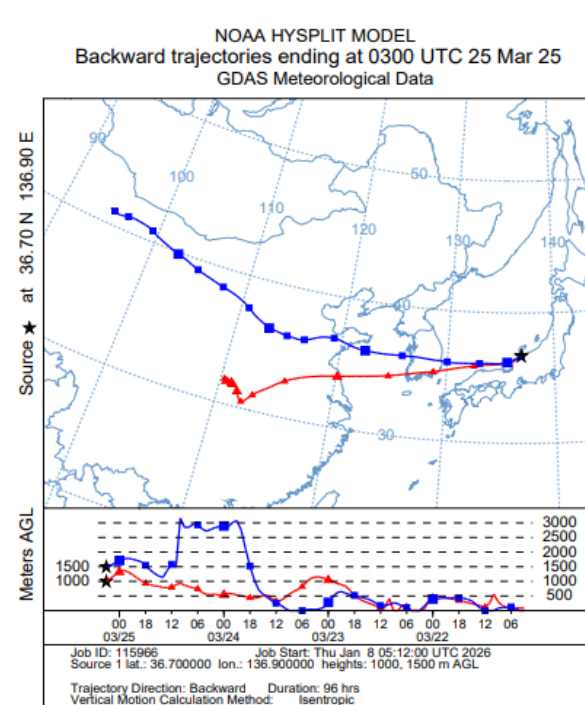 NOAA HYSPLIT MODEL
Backward trajectories ending at 0300 UTC 25 Mar 25
GDAS Meteorological Data
Source ★ at 36.70 N 136.90 E
90
100
110
120
130
140
50
40
30
Meters AGL
1500
1000
3000
2500
2000
1500
1000
500
00 18 12 06 00 18 12 06 00 18 12 06 00 18 12 06
03/25 03/24 03/23 03/22
Job ID: 115966 Job Start: Thu Jan 8 05:12:00 UTC 2026
Source 1 lat.: 36.700000 lon.: 136.900000 heights: 1000, 1500 m AGL
Trajectory Direction: Backward Duration: 96 hrs
Vertical Motion Calculation Method: Isentropic